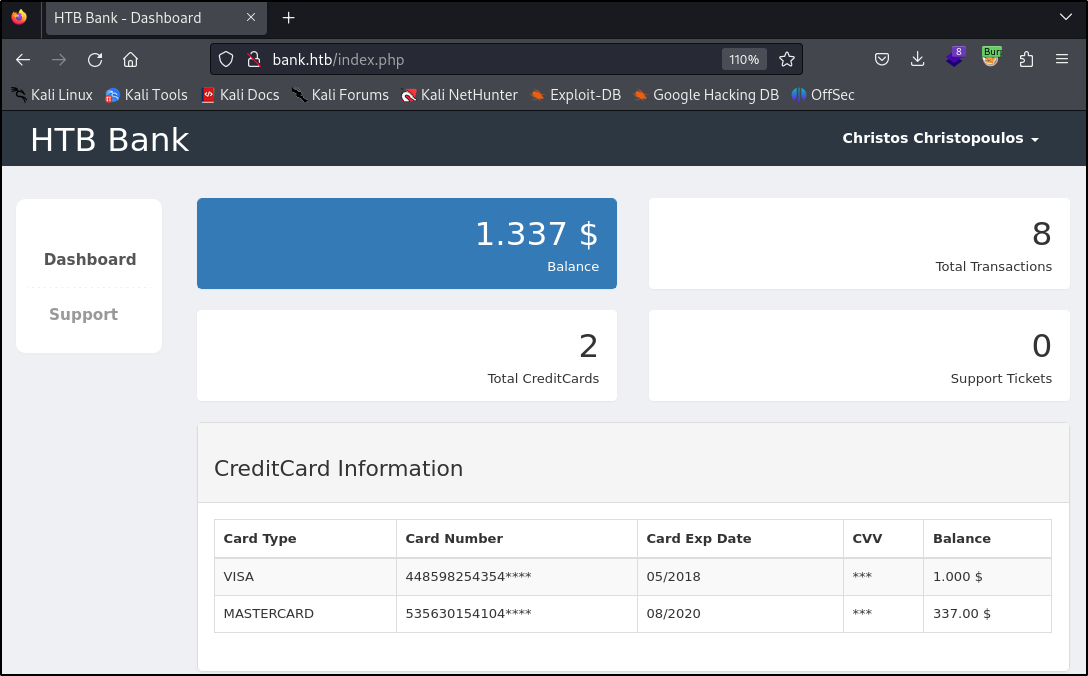 HTB Bank - Dashboard
bank.htb/index.php 110% 8 Burp
Kali Linux Kali Tools Kali Docs Kali Forums Kali NetHunter Exploit-DB Google Hacking DB OffSec
HTB Bank Christos Christopoulos
Dashboard
Support
1.337 $
Balance
8
Total Transactions
2
Total CreditCards
0
Support Tickets
CreditCard Information
Card Type Card Number Card Exp Date CVV Balance
VISA 448598254354**** 05/2018 *** 1.000 $
MASTERCARD 535630154104**** 08/2020 *** 337.00 $